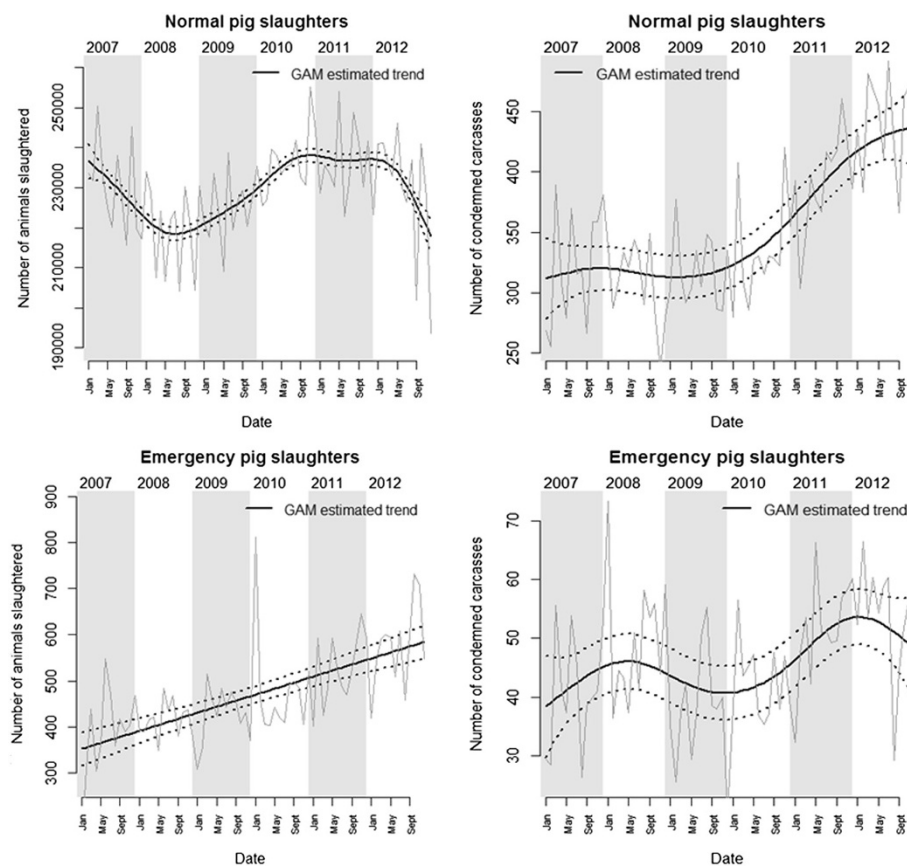 Normal pig slaughters
2007 2008 2009 2010 2011 2012
GAM estimated trend
Number of animals slaughtered
250000
230000
210000
190000
Jan May Sept Jan May Sept Jan May Sept Jan May Sept Jan May Sept Jan May Sept
Date
Normal pig slaughters
2007 2008 2009 2010 2011 2012
GAM estimated trend
Number of condemned carcasses
450
400
350
300
250
Jan May Sept Jan May Sept Jan May Sept Jan May Sept Jan May Sept Jan May Sept
Date
Emergency pig slaughters
2007 2008 2009 2010 2011 2012
GAM estimated trend
Number of animals slaughtered
900
800
700
600
500
400
300
Jan May Sept Jan May Sept Jan May Sept Jan May Sept Jan May Sept Jan May Sept
Date
Emergency pig slaughters
2007 2008 2009 2010 2011 2012
GAM estimated trend
Number of condemned carcasses
70
60
50
40
30
Jan May Sept Jan May Sept Jan May Sept Jan May Sept Jan May Sept Jan May Sept
Date